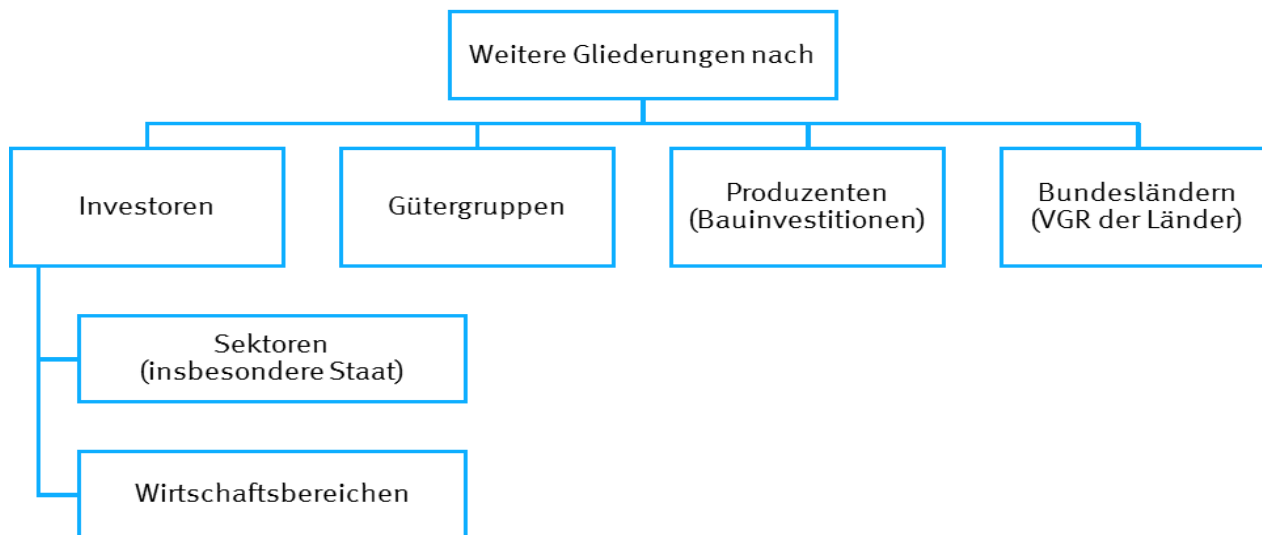 Weitere Gliederungen nach
Investoren
Gütergruppen
Produzenten
(Bauinvestitionen)
Bundesländern
(VGR der Länder)
Sektoren
(insbesondere Staat)
Wirtschaftsbereichen